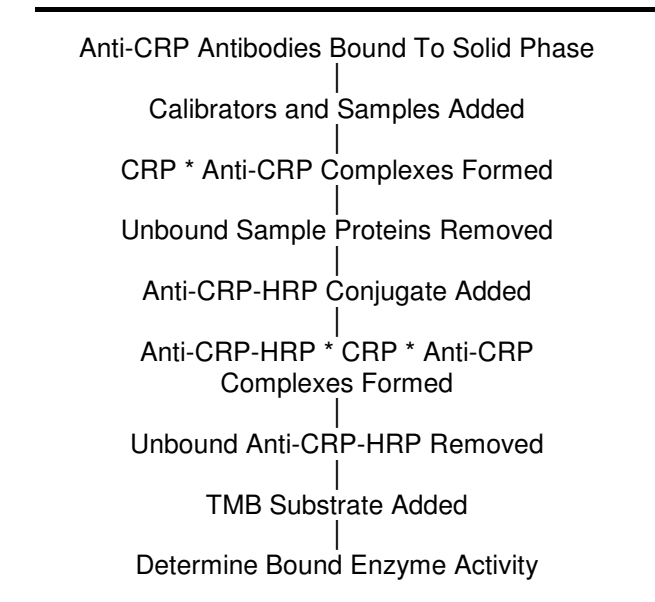 Anti-CRP Antibodies Bound To Solid Phase
Calibrators and Samples Added
CRP * Anti-CRP Complexes Formed
Unbound Sample Proteins Removed
Anti-CRP-HRP Conjugate Added
Anti-CRP-HRP * CRP * Anti-CRP
Complexes Formed
Unbound Anti-CRP-HRP Removed
TMB Substrate Added
Determine Bound Enzyme Activity